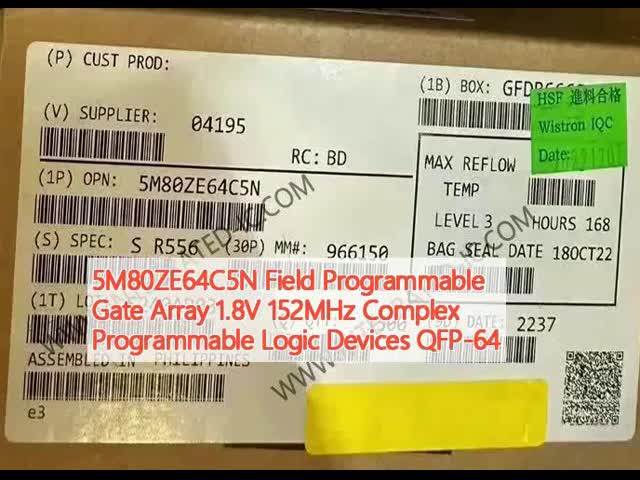 (P) CUST PROD:
(1B) BOX:
HSF 進料合格
Wistron IQC
Date:
(V) SUPPLIER: 04195
RC: BD
MAX REFLOW
TEMP
(1P) OPN: 5M80ZE64C5N
LEVEL 3 HOURS 168
(S) SPEC: S R556 (30P) MM#: 966150
BAG SEAL DATE 18OCT22
5M80ZE64C5N Field Programmable
Gate Array 1.8V 152MHz Complex
Programmable Logic Devices QFP-64
(1T)
DATE: 2237
ASSEMBLED IN PHILIPPINES
e3